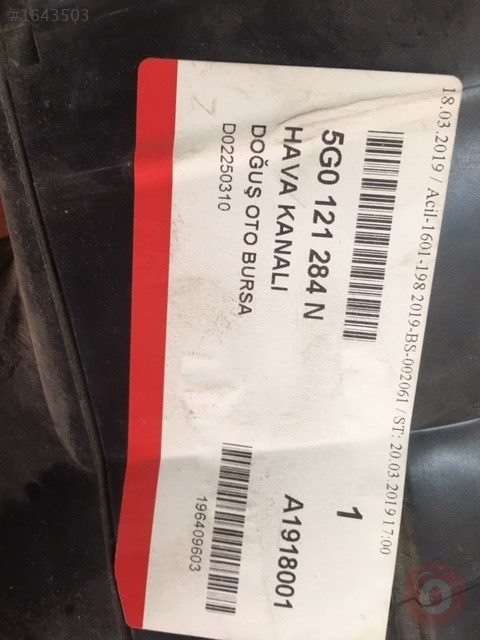 #1643503
18.03.2019 / Acil-1601-198 2019-BS-002061 / ST: 20.03.2019 17:00
5G0 121 284 N
1
HAVA KANALI
A1918001
DOĞUŞ OTO BURSA
D02250310
196409603